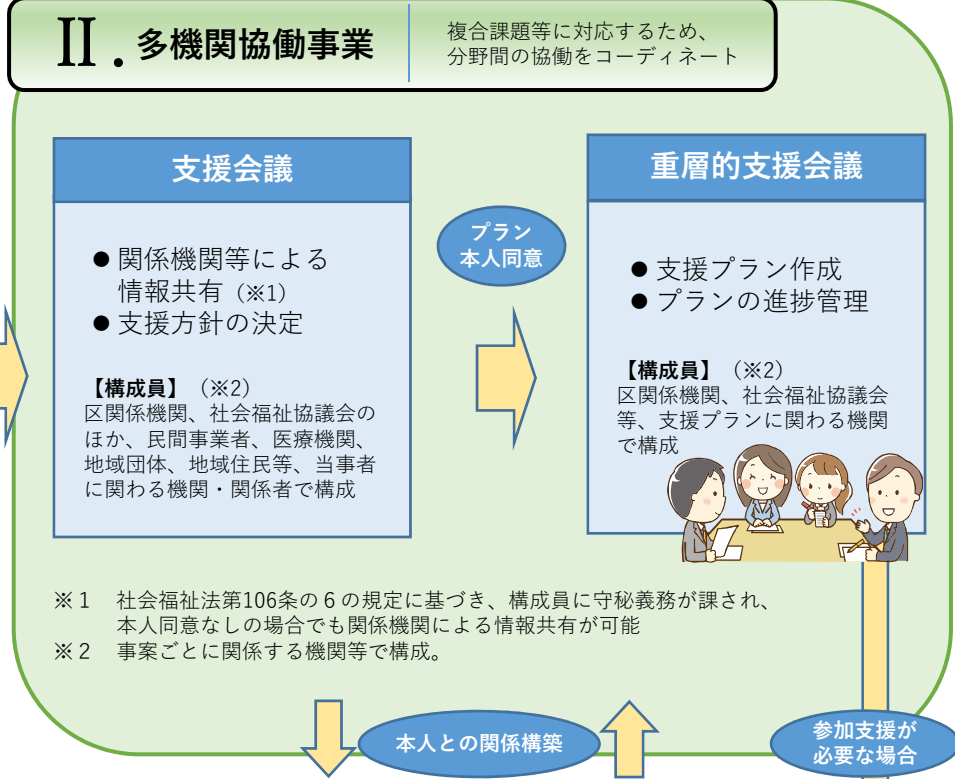 Ⅱ．多機関協働事業
複合課題等に対応するため、
分野間の協働をコーディネート
支援会議
● 関係機関等による
情報共有（※1）
● 支援方針の決定
【構成員】（※2）
区関係機関、社会福祉協議会の
ほか、民間事業者、医療機関、
地域団体、地域住民等、当事者
に関わる機関・関係者で構成
プラン
本人同意
重層的支援会議
● 支援プラン作成
● プランの進捗管理
【構成員】（※2）
区関係機関、社会福祉協議会
等、支援プランに関わる機関
で構成
※１　社会福祉法第106条の６の規定に基づき、構成員に守秘義務が課され、
本人同意なしの場合でも関係機関による情報共有が可能
※２　事案ごとに関係する機関等で構成。
本人との関係構築
参加支援が
必要な場合